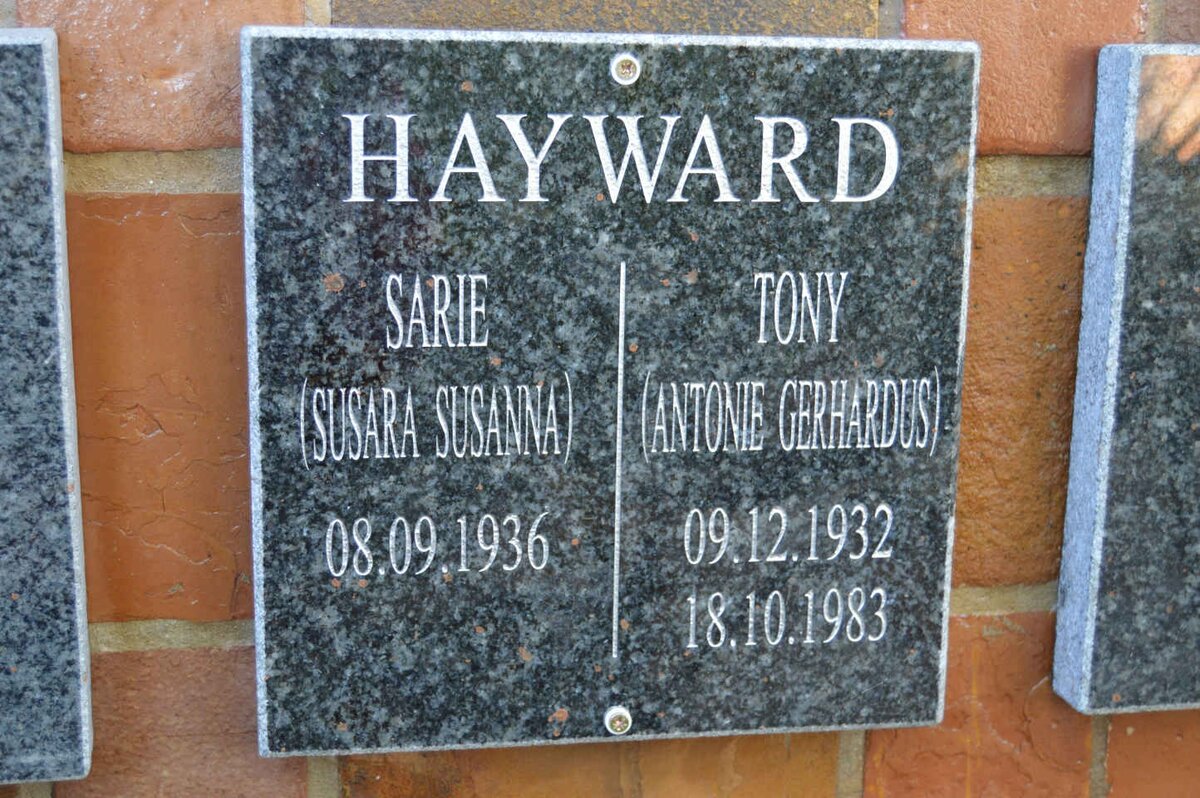 HAYWARD
SARIE
(SUSARA SUSANNA)
08.09.1936
TONY
(ANTONIE GERHARDUS)
09.12.1932
18.10.1983